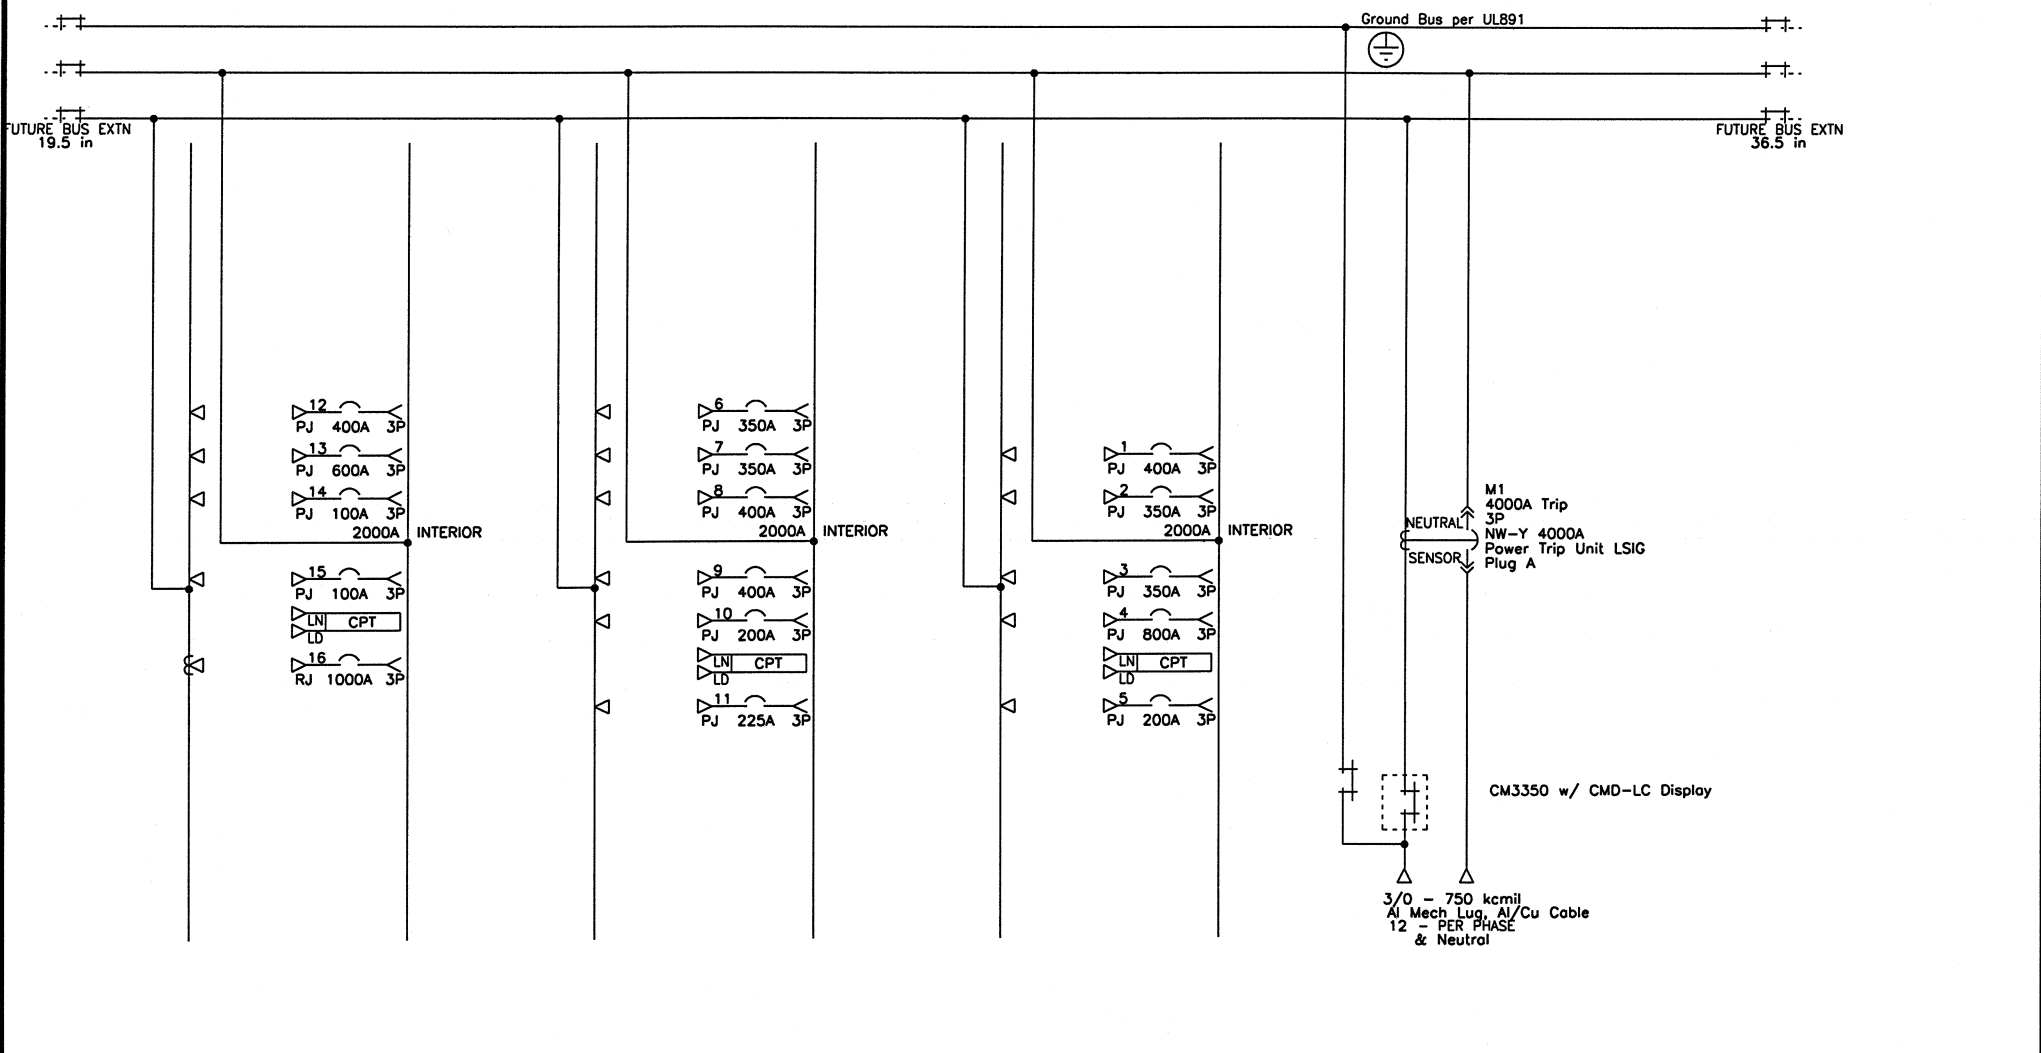 Ground Bus per UL891
FUTURE BUS EXTN
19.5 in
FUTURE BUS EXTN
36.5 in
12
PJ 400A 3P
13
PJ 600A 3P
14
PJ 100A 3P
2000A INTERIOR
15
PJ 100A 3P
LN CPT
LD
16
RJ 1000A 3P
6
PJ 350A 3P
7
PJ 350A 3P
8
PJ 400A 3P
2000A INTERIOR
9
PJ 400A 3P
10
PJ 200A 3P
LN CPT
LD
11
PJ 225A 3P
1
PJ 400A 3P
2
PJ 350A 3P
2000A INTERIOR
3
PJ 350A 3P
4
PJ 800A 3P
LN CPT
LD
5
PJ 200A 3P
NEUTRAL
SENSOR
M1
4000A Trip
3P
NW-Y 4000A
Power Trip Unit LSIG
Plug A
CM3350 w/ CMD-LC Display
3/0 - 750 kcmil
Al Mech Lug, Al/Cu Cable
12 - PER PHASE
& Neutral